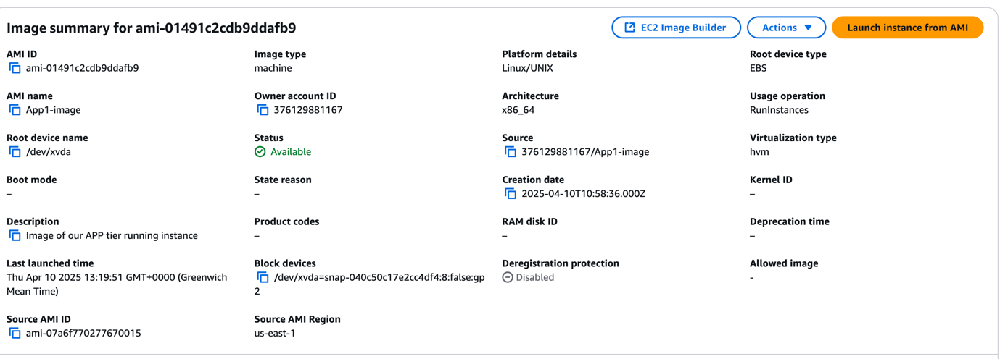 Image summary for ami-01491c2cdb9ddafb9
EC2 Image Builder
Actions
Launch instance from AMI
AMI ID
ami-01491c2cdb9ddafb9
Image type
machine
Platform details
Linux/UNIX
Root device type
EBS
AMI name
App1-image
Owner account ID
376129881167
Architecture
x86_64
Usage operation
RunInstances
Root device name
/dev/xvda
Status
Available
Source
376129881167/App1-image
Virtualization type
hvm
Boot mode
–
State reason
–
Creation date
2025-04-10T10:58:36.000Z
Kernel ID
–
Description
Image of our APP tier running instance
Product codes
–
RAM disk ID
–
Deprecation time
–
Last launched time
Thu Apr 10 2025 13:19:51 GMT+0000 (Greenwich
Mean Time)
Block devices
/dev/xvda=snap-040c50c17e2cc4df4:8:false:gp
2
Deregistration protection
Disabled
Allowed image
-
Source AMI ID
ami-07a6f770277670015
Source AMI Region
us-east-1